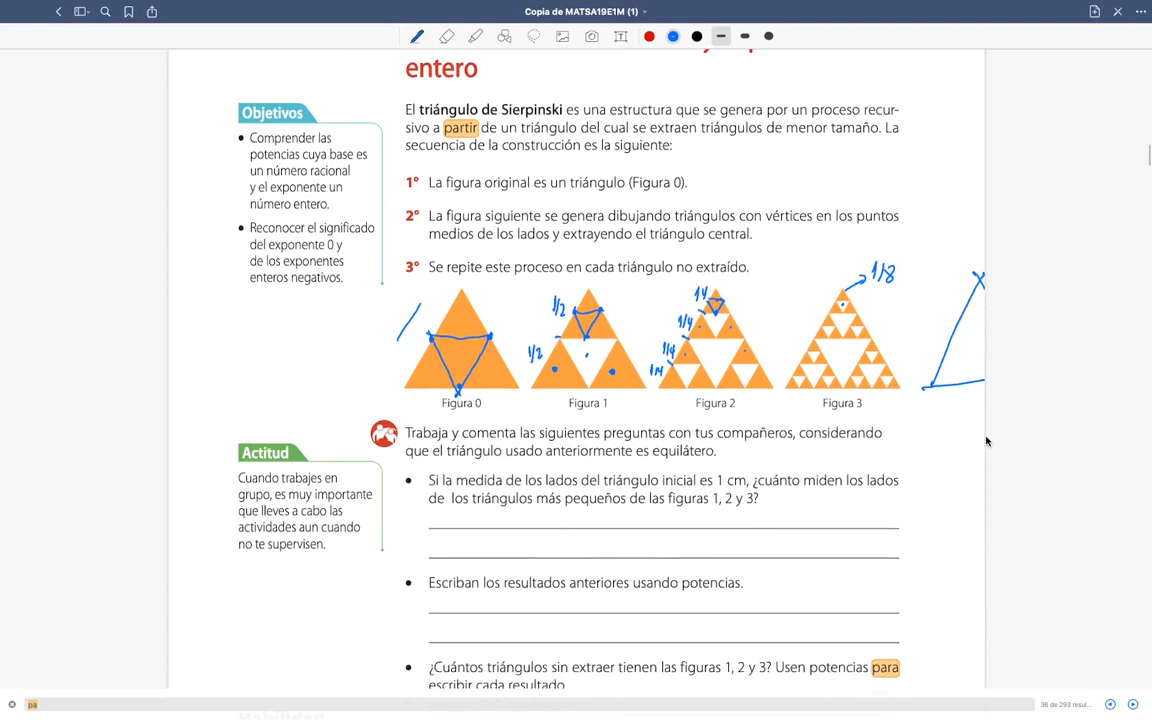 Copia de MATSA19E1M (1)
entero
Objetivos
• Comprender las
potencias cuya base es
un número racional
y el exponente un
número entero.
• Reconocer el significado
del exponente 0 y
de los exponentes
enteros negativos.
El triángulo de Sierpinski es una estructura que se genera por un proceso recur-
sivo a partir de un triángulo del cual se extraen triángulos de menor tamaño. La
secuencia de la construcción es la siguiente:
1° La figura original es un triángulo (Figura 0).
2° La figura siguiente se genera dibujando triángulos con vértices en los puntos
medios de los lados y extrayendo el triángulo central.
3° Se repite este proceso en cada triángulo no extraído.
1/2
1/2
1/4
1/4
1/4
1/4
1/8
Figura 0
Figura 1
Figura 2
Figura 3
Actitud
Cuando trabajes en
grupo, es muy importante
que lleves a cabo las
actividades aun cuando
no te supervisen.
Trabaja y comenta las siguientes preguntas con tus compañeros, considerando
que el triángulo usado anteriormente es equilátero.
• Si la medida de los lados del triángulo inicial es 1 cm, ¿cuánto miden los lados
de los triángulos más pequeños de las figuras 1, 2 y 3?
• Escriban los resultados anteriores usando potencias.
• ¿Cuántos triángulos sin extraer tienen las figuras 1, 2 y 3? Usen potencias para
escribir cada resultado
pa
36 de 293 resul...